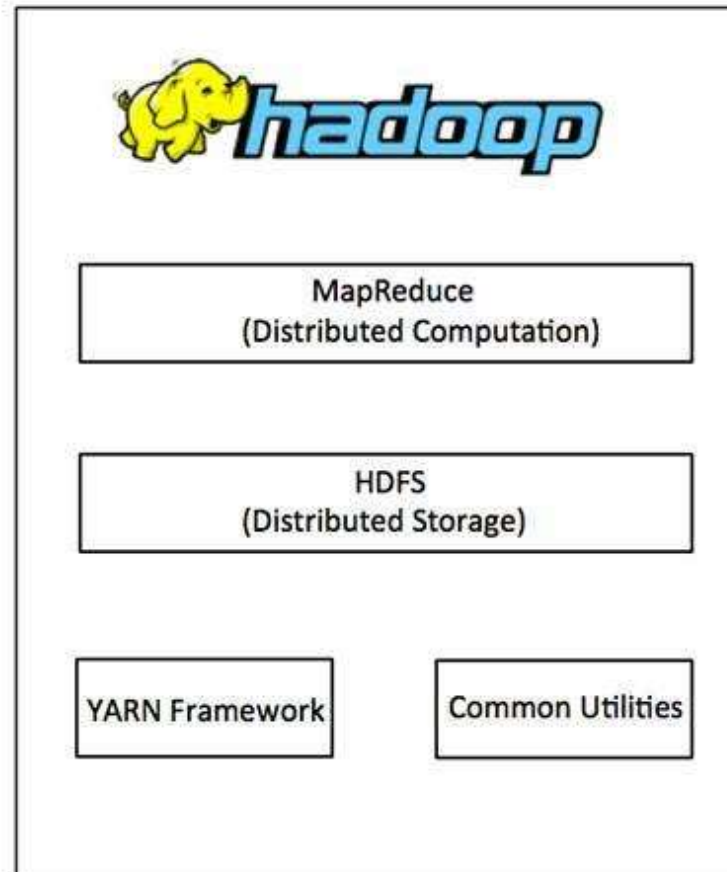 hadoop
MapReduce
(Distributed Computation)
HDFS
(Distributed Storage)
YARN Framework
Common Utilities